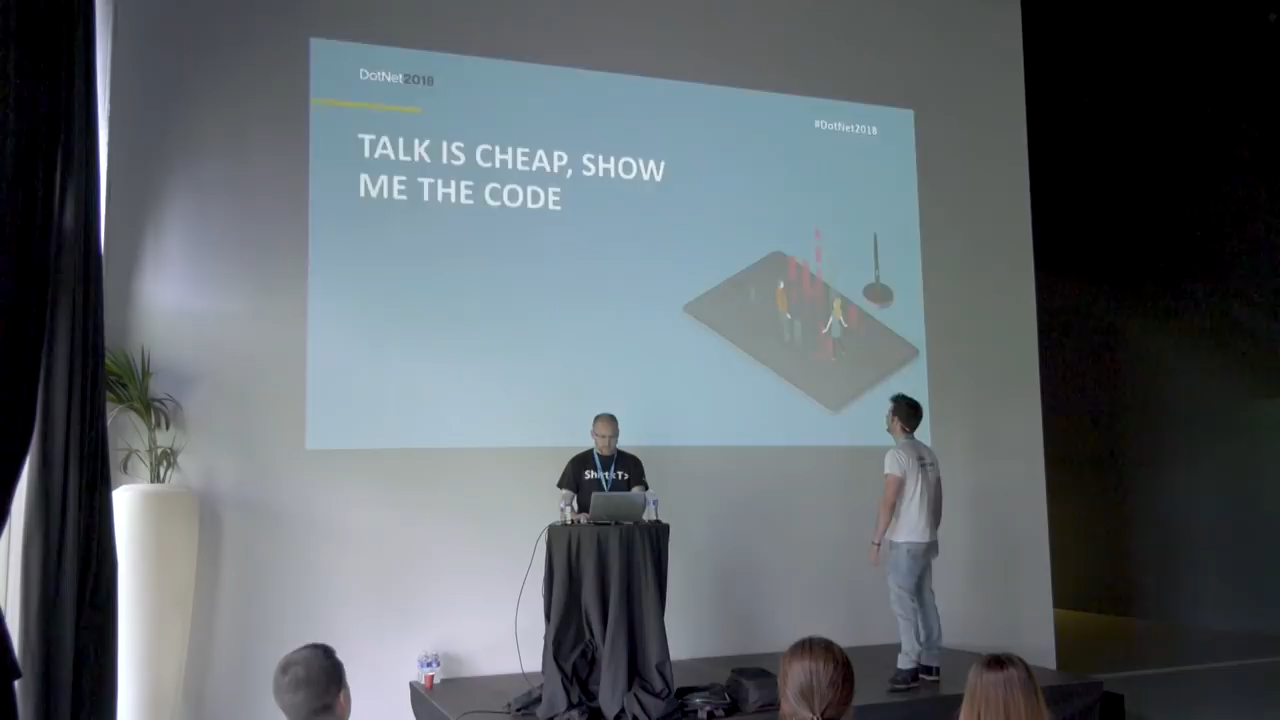 DotNet2018
#DotNet2018
TALK IS CHEAP, SHOW
ME THE CODE